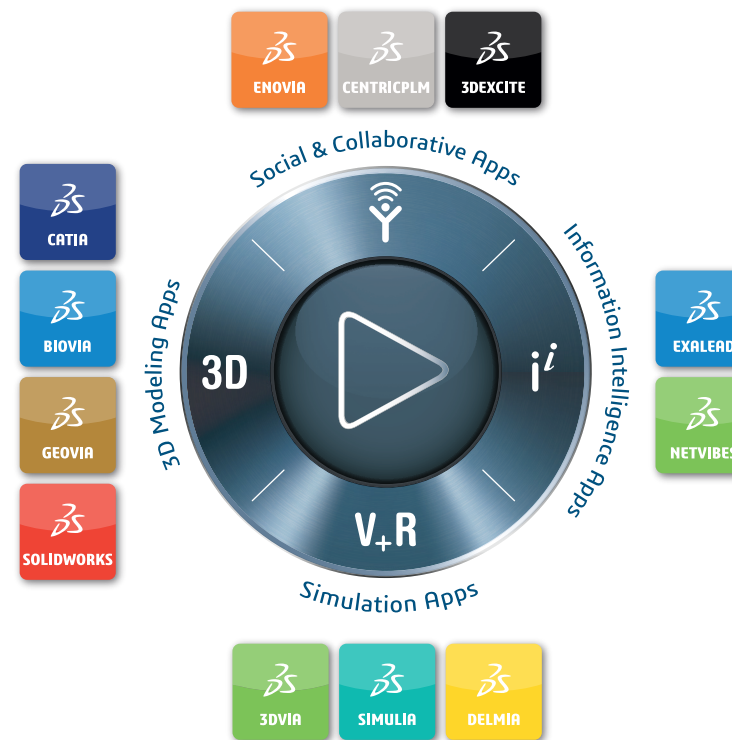 ENOVIA
CENTRICPLM
3DEXCITE
Social & Collaborative Apps
CATIA
BIOVIA
GEOVIA
SOLIDWORKS
3D Modeling Apps
3D
i i
V+R
Information Intelligence Apps
EXALEAD
NETVIBES
Simulation Apps
3DVIA
SIMULIA
DELMIA